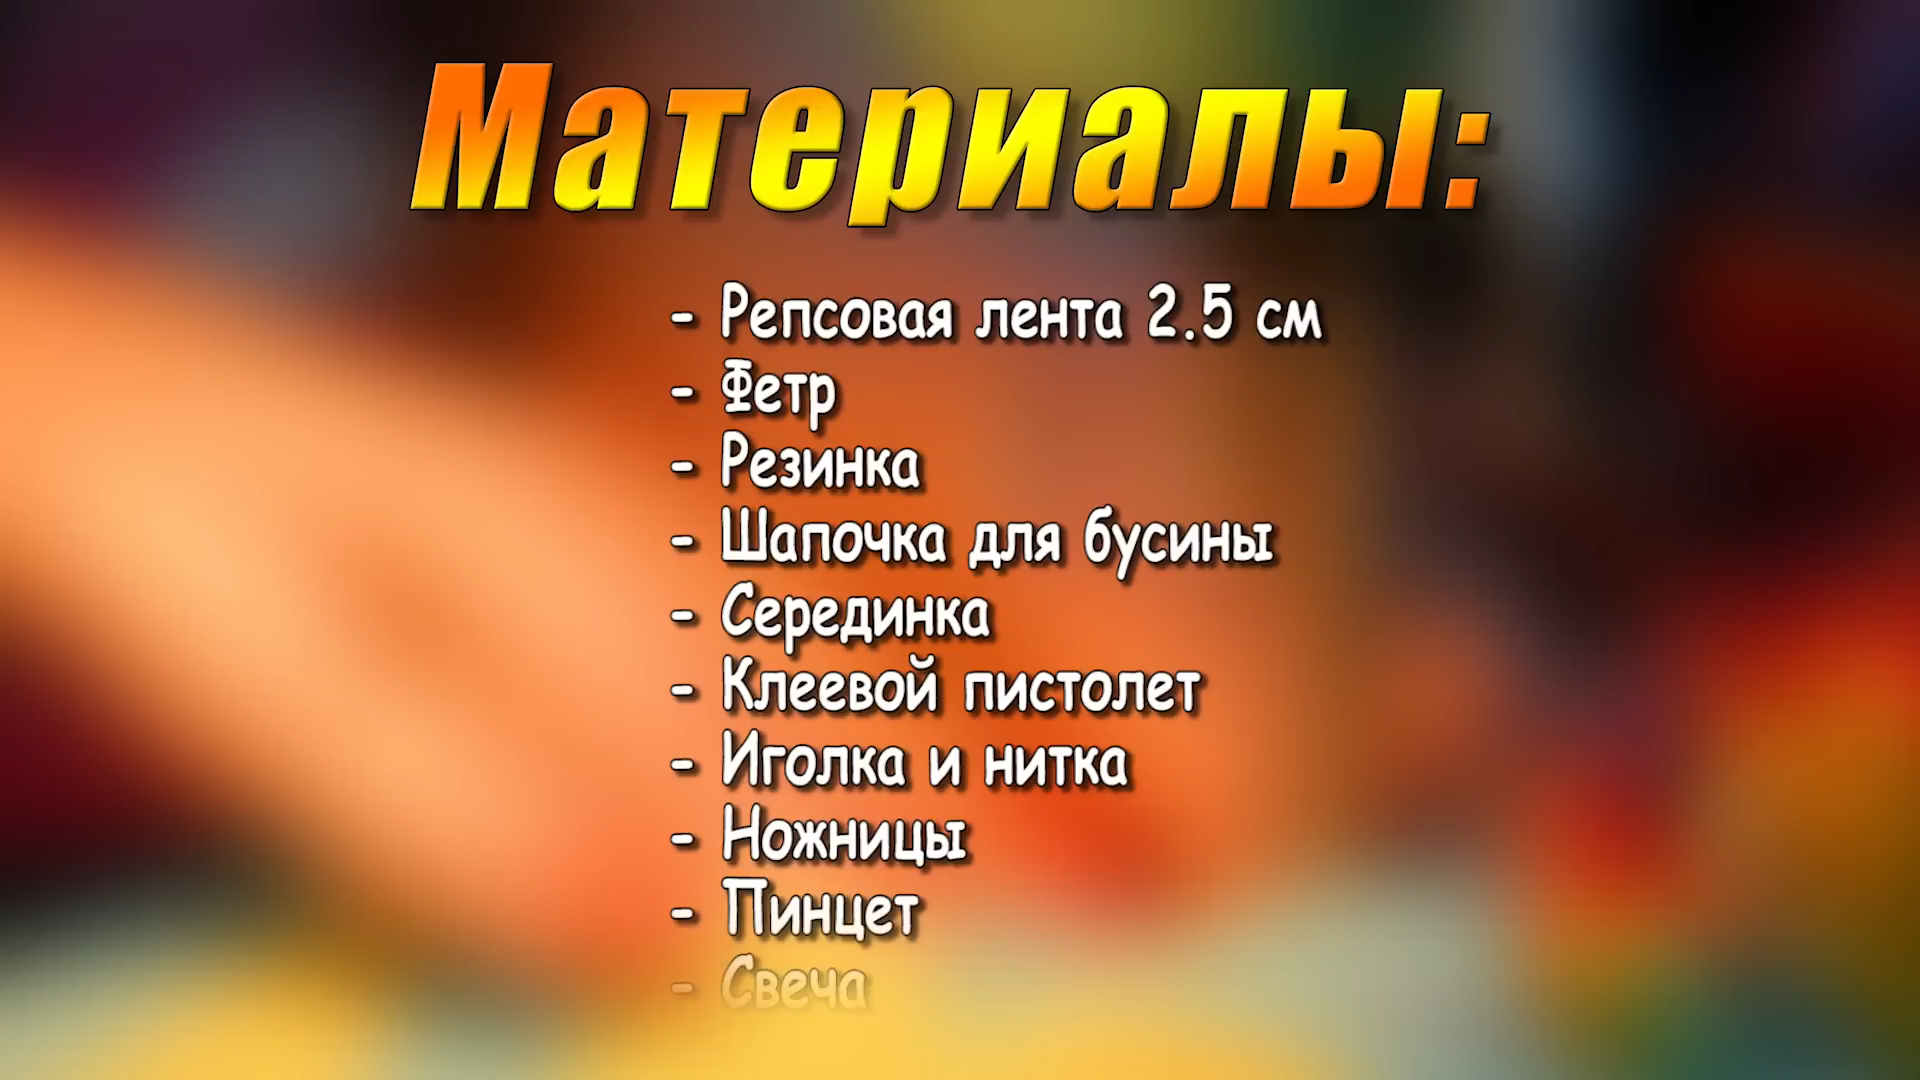 Материалы:
- Репсовая лента 2.5 см
- Фетр
- Резинка
- Шапочка для бусины
- Серединка
- Клеевой пистолет
- Иголка и нитка
- Ножницы
- Пинцет
- Свеча